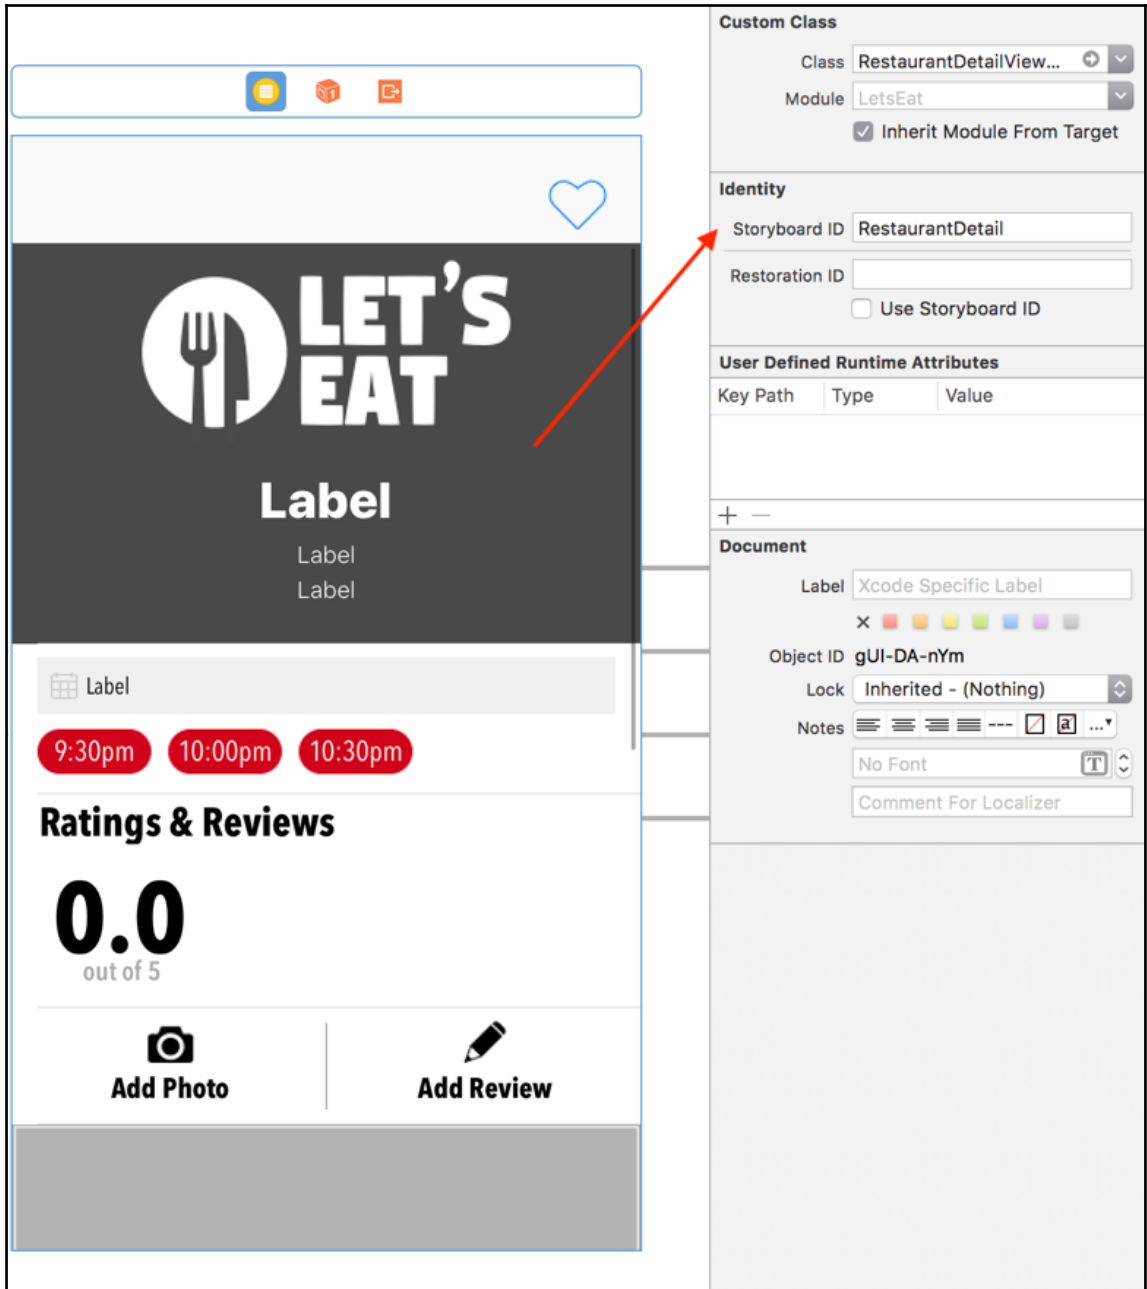 LET'S
EAT
Label
Label
Label
Label
9:30pm 10:00pm 10:30pm
Ratings & Reviews
0.0
out of 5
Add Photo Add Review
Custom Class
Class RestaurantDetailView...
Module LetsEat
Inherit Module From Target
Identity
Storyboard ID RestaurantDetail
Restoration ID
Use Storyboard ID
User Defined Runtime Attributes
Key Path Type Value
Document
Label Xcode Specific Label
Object ID gUI-DA-nYm
Lock Inherited - (Nothing)
Notes
No Font
Comment For Localizer